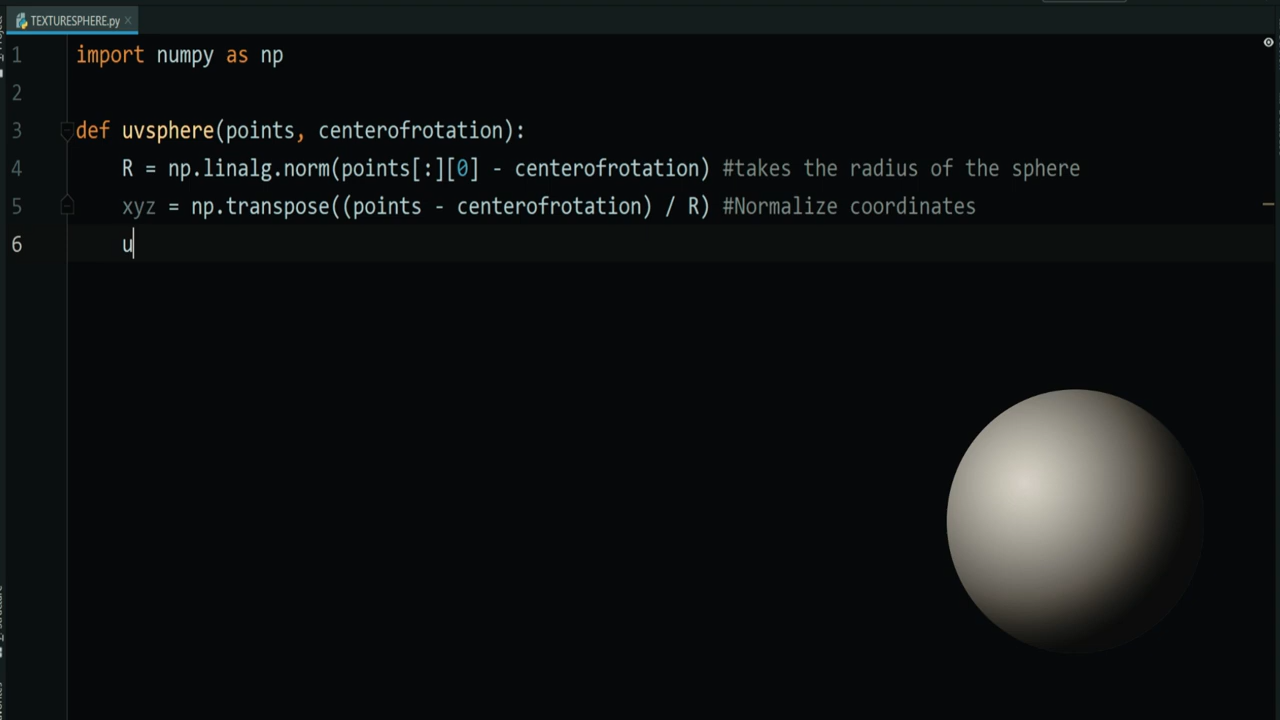 TEXTURESPHERE.py
1 import numpy as np
2
3 def uvsphere(points, centerofrotation):
4 R = np.linalg.norm(points[:][0] - centerofrotation) #takes the radius of the sphere
5 xyz = np.transpose((points - centerofrotation) / R) #Normalize coordinates
6 u